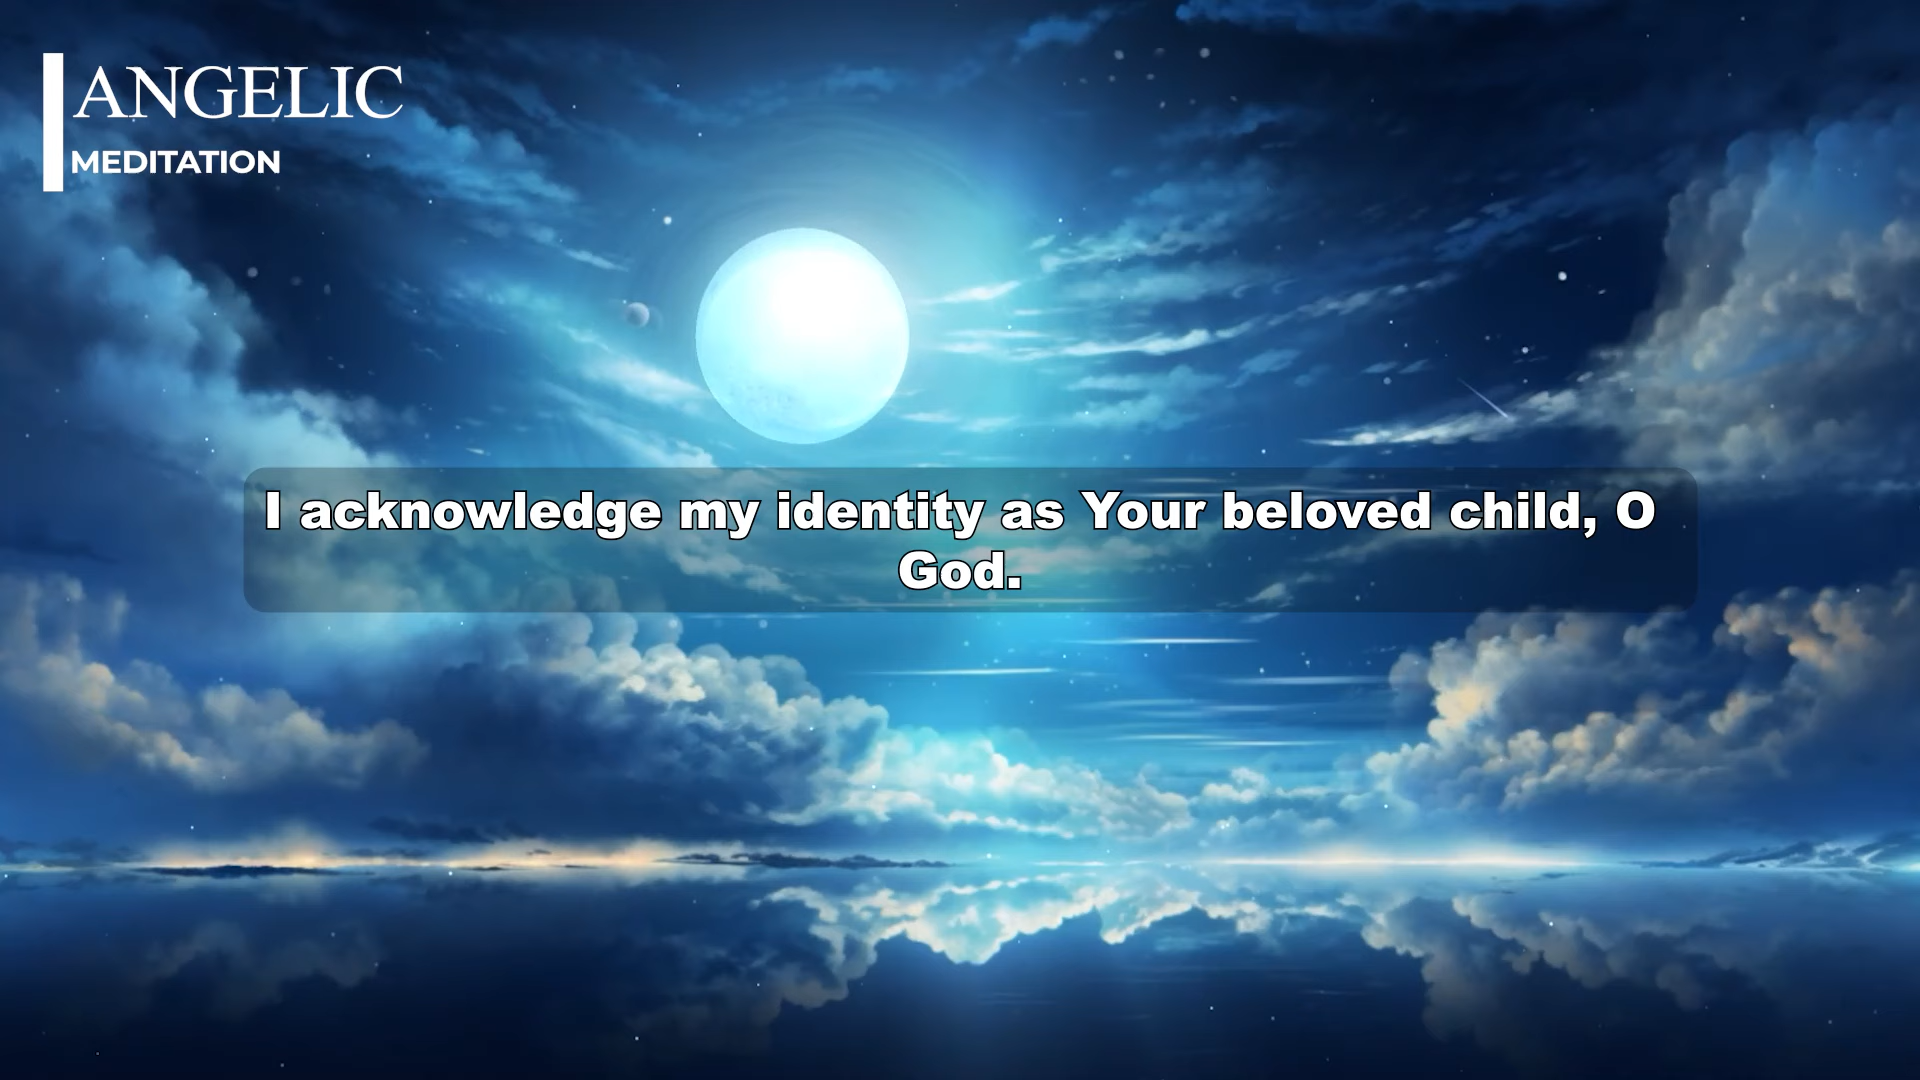 ANGELIC
MEDITATION
I acknowledge my identity as Your beloved child, O
God.